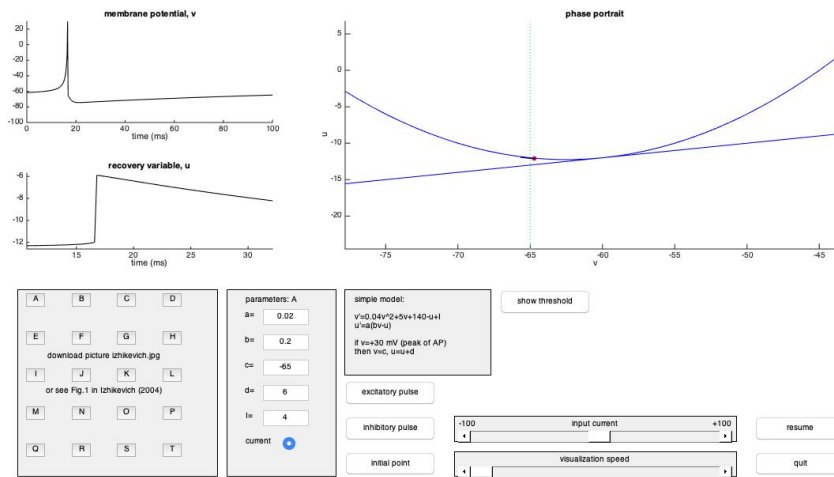 membrane potential, v
20
0
-20
-40
-60
-80
-100
0 20 40 60 80 100
time (ms)
recovery variable, u
-6
-8
-10
-12
15 20 25 30
time (ms)
phase portrait
5
0
-5
-10
-15
-20
u
-75 -70 -65 -60 -55 -50 -45
v
A B C D
E F G H
download picture izhikevich.jpg
I J K L
or see Fig.1 in Izhikevich (2004)
M N O P
Q R S T
parameters: A
a= 0.02
b= 0.2
c= -65
d= 6
I= 4
current
simple model:
v'=0.04v^2+5v+140-u+I
u'=a(bv-u)
if v=+30 mV (peak of AP)
then v=c, u=u+d
show threshold
excitatory pulse
inhibitory pulse
initial point
-100 input current +100
visualization speed
resume
quit